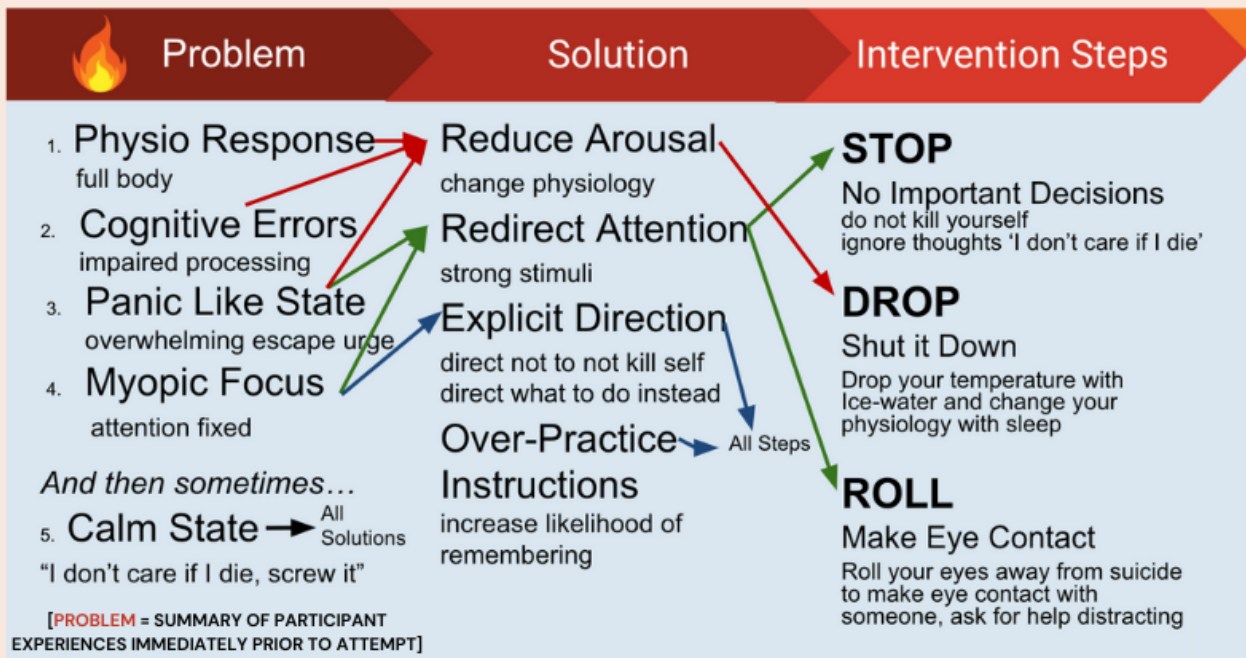 Problem
Solution
Intervention Steps
1. Physio Response
full body
2. Cognitive Errors
impaired processing
3. Panic Like State
overwhelming escape urge
4. Myopic Focus
attention fixed
And then sometimes…
5. Calm State
All
Solutions
“I don’t care if I die, screw it”
[PROBLEM = SUMMARY OF PARTICIPANT
EXPERIENCES IMMEDIATELY PRIOR TO ATTEMPT]
Reduce Arousal
change physiology
Redirect Attention
strong stimuli
Explicit Direction
direct not to not kill self
direct what to do instead
Over-Practice
All Steps
Instructions
increase likelihood of
remembering
STOP
No Important Decisions
do not kill yourself
ignore thoughts ‘I don’t care if I die’
DROP
Shut it Down
Drop your temperature with
Ice-water and change your
physiology with sleep
ROLL
Make Eye Contact
Roll your eyes away from suicide
to make eye contact with
someone, ask for help distracting